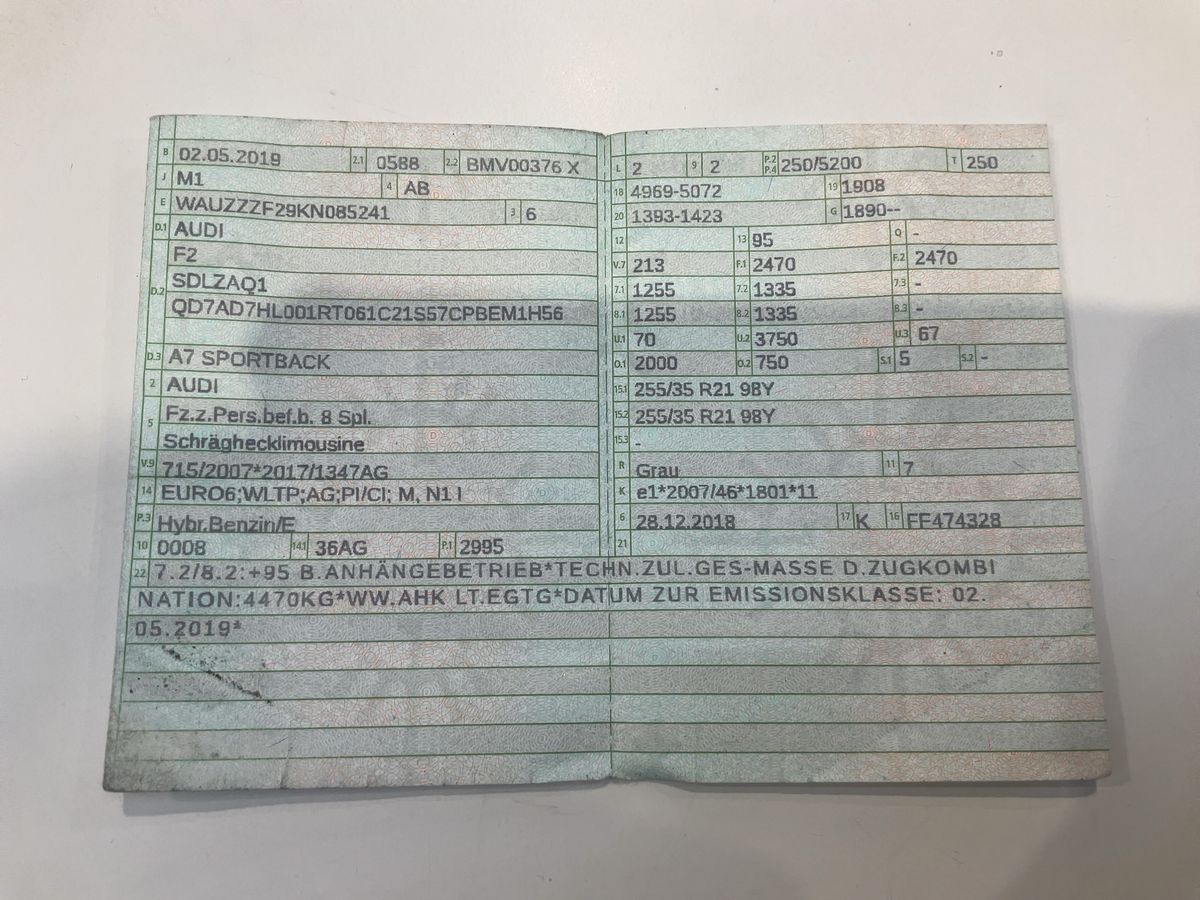 B 02.05.2019 2.1 0588 2.2 BMV00376 X
J M1 4 AB
E WAUZZZF29KN085241 3 6
D.1 AUDI
F2
D.2 SDLZAQ1
QD7AD7HL001RT061C21S57CPBEM1H56
D.3 A7 SPORTBACK
2 AUDI
5 Fz.z.Pers.bef.b. 8 Spl.
Schräghecklimousine
V.9 715/2007*2017/1347AG
14 EURO6;WLTP;AG;PI/CI; M, N1 I
P.3 Hybr.Benzin/E
10 0008 14.1 36AG P.1 2995
L 2 9 2 P.2 P.4 250/5200 T 250
18 4969-5072 19 1908
20 1393-1423 G 1890--
12 13 95 Q -
V.7 213 F.1 2470 F.2 2470
7.1 1255 7.2 1335 7.3 -
8.1 1255 8.2 1335 8.3 -
U.1 70 U.2 3750 U.3 67
O.1 2000 O.2 750 S.1 5 S.2 -
15.1 255/35 R21 98Y
15.2 255/35 R21 98Y
15.3 -
R Grau 11 7
K e1*2007/46*1801*11
6 28.12.2018 17 K 16 FF474328
21
22 7.2/8.2:+95 B.ANHÄNGEBETRIEB*TECHN.ZUL.GES-MASSE D.ZUGKOMBI
NATION:4470KG*WW.AHK LT.EGTG*DATUM ZUR EMISSIONSKLASSE: 02.
05.2019*